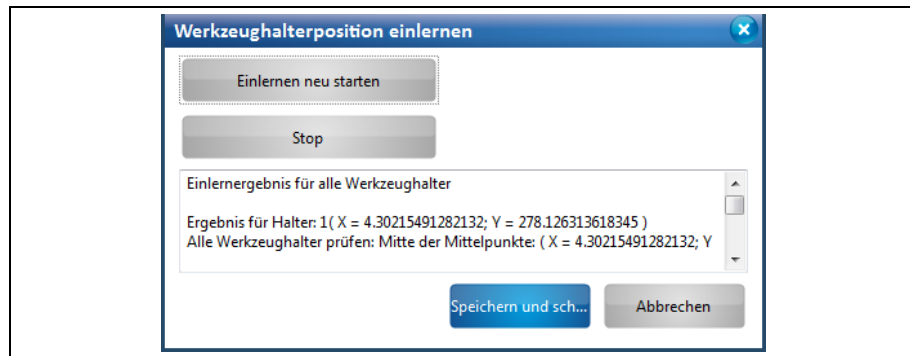 Werkzeughalterposition einlernen
Einlernen neu starten
Stop
Einlernergebnis für alle Werkzeughalter
Ergebnis für Halter: 1( X = 4.30215491282132; Y = 278.126313618345 )
Alle Werkzeughalter prüfen: Mitte der Mittelpunkte: ( X = 4.30215491282132; Y
Speichern und sch...
Abbrechen